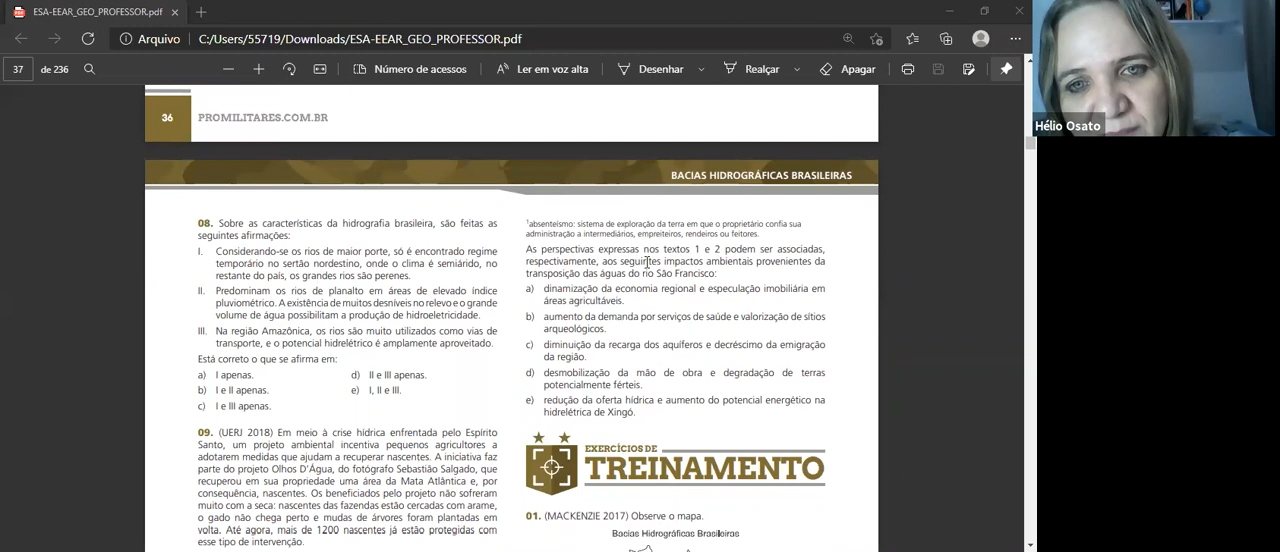 ESA-EEAR_GEO_PROFESSOR.pdf
Arquivo
C:/Users/55719/Downloads/ESA-EEAR_GEO_PROFESSOR.pdf
37 de 236
Número de acessos
Ler em voz alta
Desenhar
Realçar
Apagar
Hélio Osato
36 PROMILITARES.COM.BR
BACIAS HIDROGRÁFICAS BRASILEIRAS
08. Sobre as características da hidrografia brasileira, são feitas as
seguintes afirmações:
I. Considerando-se os rios de maior porte, só é encontrado regime
temporário no sertão nordestino, onde o clima é semiárido, no
restante do país, os grandes rios são perenes.
II. Predominam os rios de planalto em áreas de elevado índice
pluviométrico. A existência de muitos desníveis no relevo e o grande
volume de água possibilitam a produção de hidroeletricidade.
III. Na região Amazônica, os rios são muito utilizados como vias de
transporte, e o potencial hidrelétrico é amplamente aproveitado.
Está correto o que se afirma em:
a) I apenas.
b) I e II apenas.
c) I e III apenas.
d) II e III apenas.
e) I, II e III.
09. (UERJ 2018) Em meio à crise hídrica enfrentada pelo Espírito
Santo, um projeto ambiental incentiva pequenos agricultores a
adotarem medidas que ajudam a recuperar nascentes. A iniciativa faz
parte do projeto Olhos D'Água, do fotógrafo Sebastião Salgado, que
recuperou em sua propriedade uma área da Mata Atlântica e, por
consequência, nascentes. Os beneficiados pelo projeto não sofreram
muito com a seca: nascentes das fazendas estão cercadas com arame,
o gado não chega perto e mudas de árvores foram plantadas em
volta. Até agora, mais de 1200 nascentes já estão protegidas com
esse tipo de intervenção.
¹absenteísmo: sistema de exploração da terra em que o proprietário confia sua
administração a intermediários, empreiteiros, rendeiros ou feitores.
As perspectivas expressas nos textos 1 e 2 podem ser associadas,
respectivamente, aos seguintes impactos ambientais provenientes da
transposição das águas do rio São Francisco:
a) dinamização da economia regional e especulação imobiliária em
áreas agricultáveis.
b) aumento da demanda por serviços de saúde e valorização de sítios
arqueológicos.
c) diminuição da recarga dos aquíferos e decréscimo da emigração
da região.
d) desmobilização da mão de obra e degradação de terras
potencialmente férteis.
e) redução da oferta hídrica e aumento do potencial energético na
hidrelétrica de Xingó.
EXERCÍCIOS DE
TREINAMENTO
01. (MACKENZIE 2017) Observe o mapa.
Bacias Hidrográficas Brasileiras